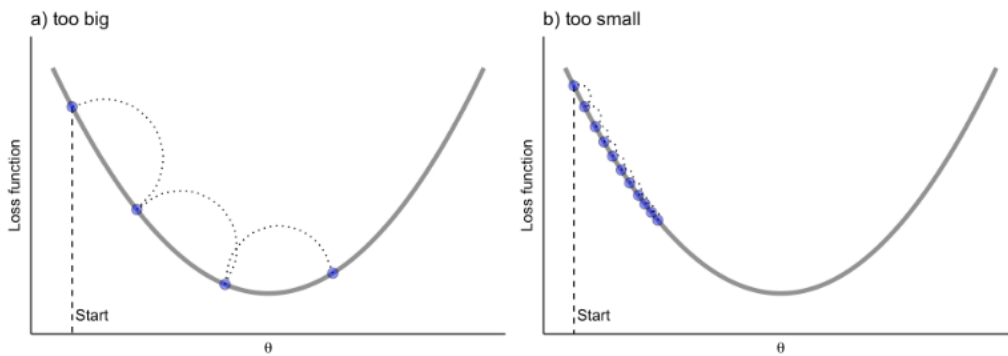 a) too big
Loss function
Start
θ
b) too small
Loss function
Start
θ